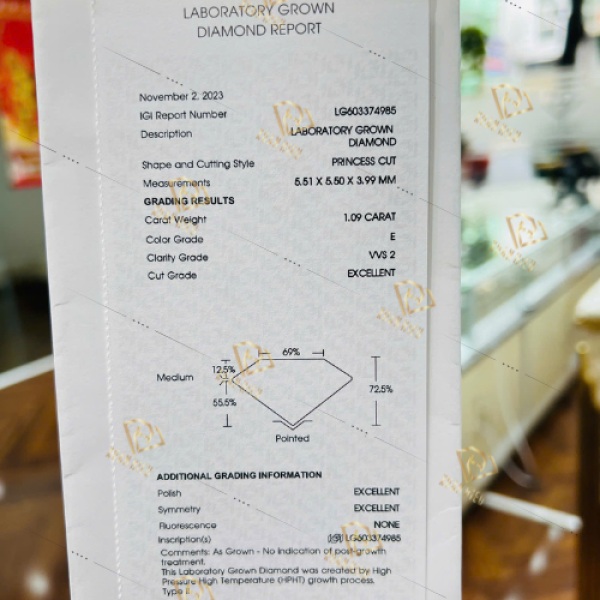 LABORATORY GROWN
DIAMOND REPORT
November 2, 2023
IGI Report Number LG603374985
Description LABORATORY GROWN
DIAMOND
Shape and Cutting Style PRINCESS CUT
Measurements 5.51 X 5.50 X 3.99 MM
GRADING RESULTS
Carat Weight 1.09 CARAT
Color Grade E
Clarity Grade VVS 2
Cut Grade EXCELLENT
69%
12.5%
Medium
72.5%
55.5%
Pointed
ADDITIONAL GRADING INFORMATION
Polish EXCELLENT
Symmetry EXCELLENT
Fluorescence NONE
Inscription(s) LG603374985
Comments: As Grown - No indication of post-growth
treatment.
This Laboratory Grown Diamond was created by High
Pressure High Temperature (HPHT) growth process.
Type II